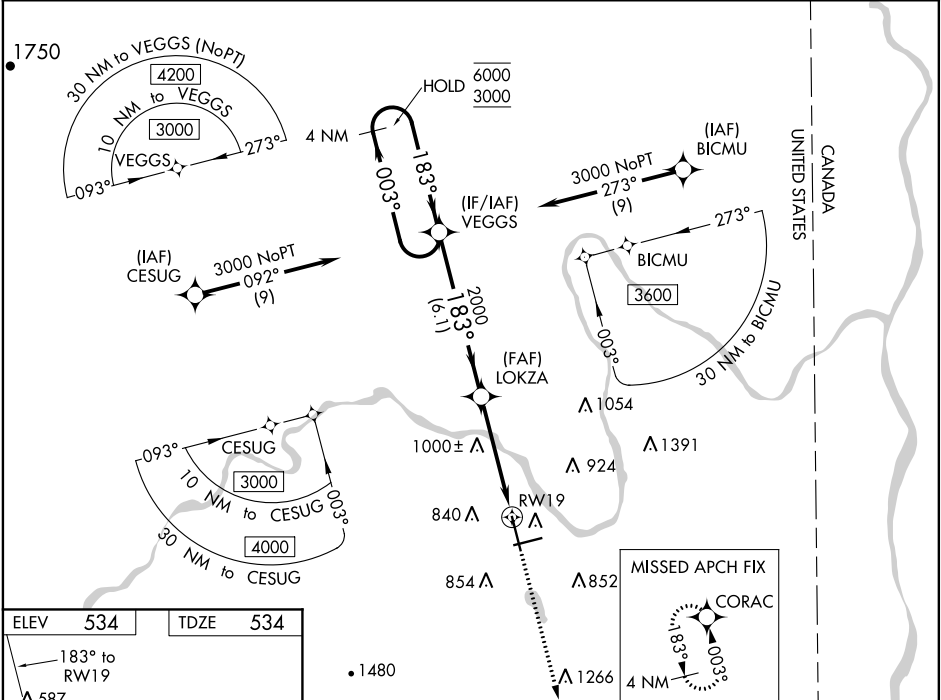 1750
30 NM to VEGGS (NoPT)
4200
10 NM to VEGGS
3000
VEGGS
093°
273°
HOLD
6000
3000
4 NM
003°
183°
(IF/IAF)
VEGGS
(IAF)
BICMU
3000 NoPT
273°
(9)
UNITED STATES
CANADA
(IAF)
CESUG
3000 NoPT
092°
(9)
273°
BICMU
3600
003°
30 NM to BICMU
2000
183°
(6.1)
(FAF)
LOKZA
1054
1000±
1391
924
093°
CESUG
3000
10 NM to CESUG
003°
4000
30 NM to CESUG
840
RW19
854
852
MISSED APCH FIX
CORAC
183°
003°
4 NM
ELEV 534
TDZE 534
183° to
RW19
587
1480
1266